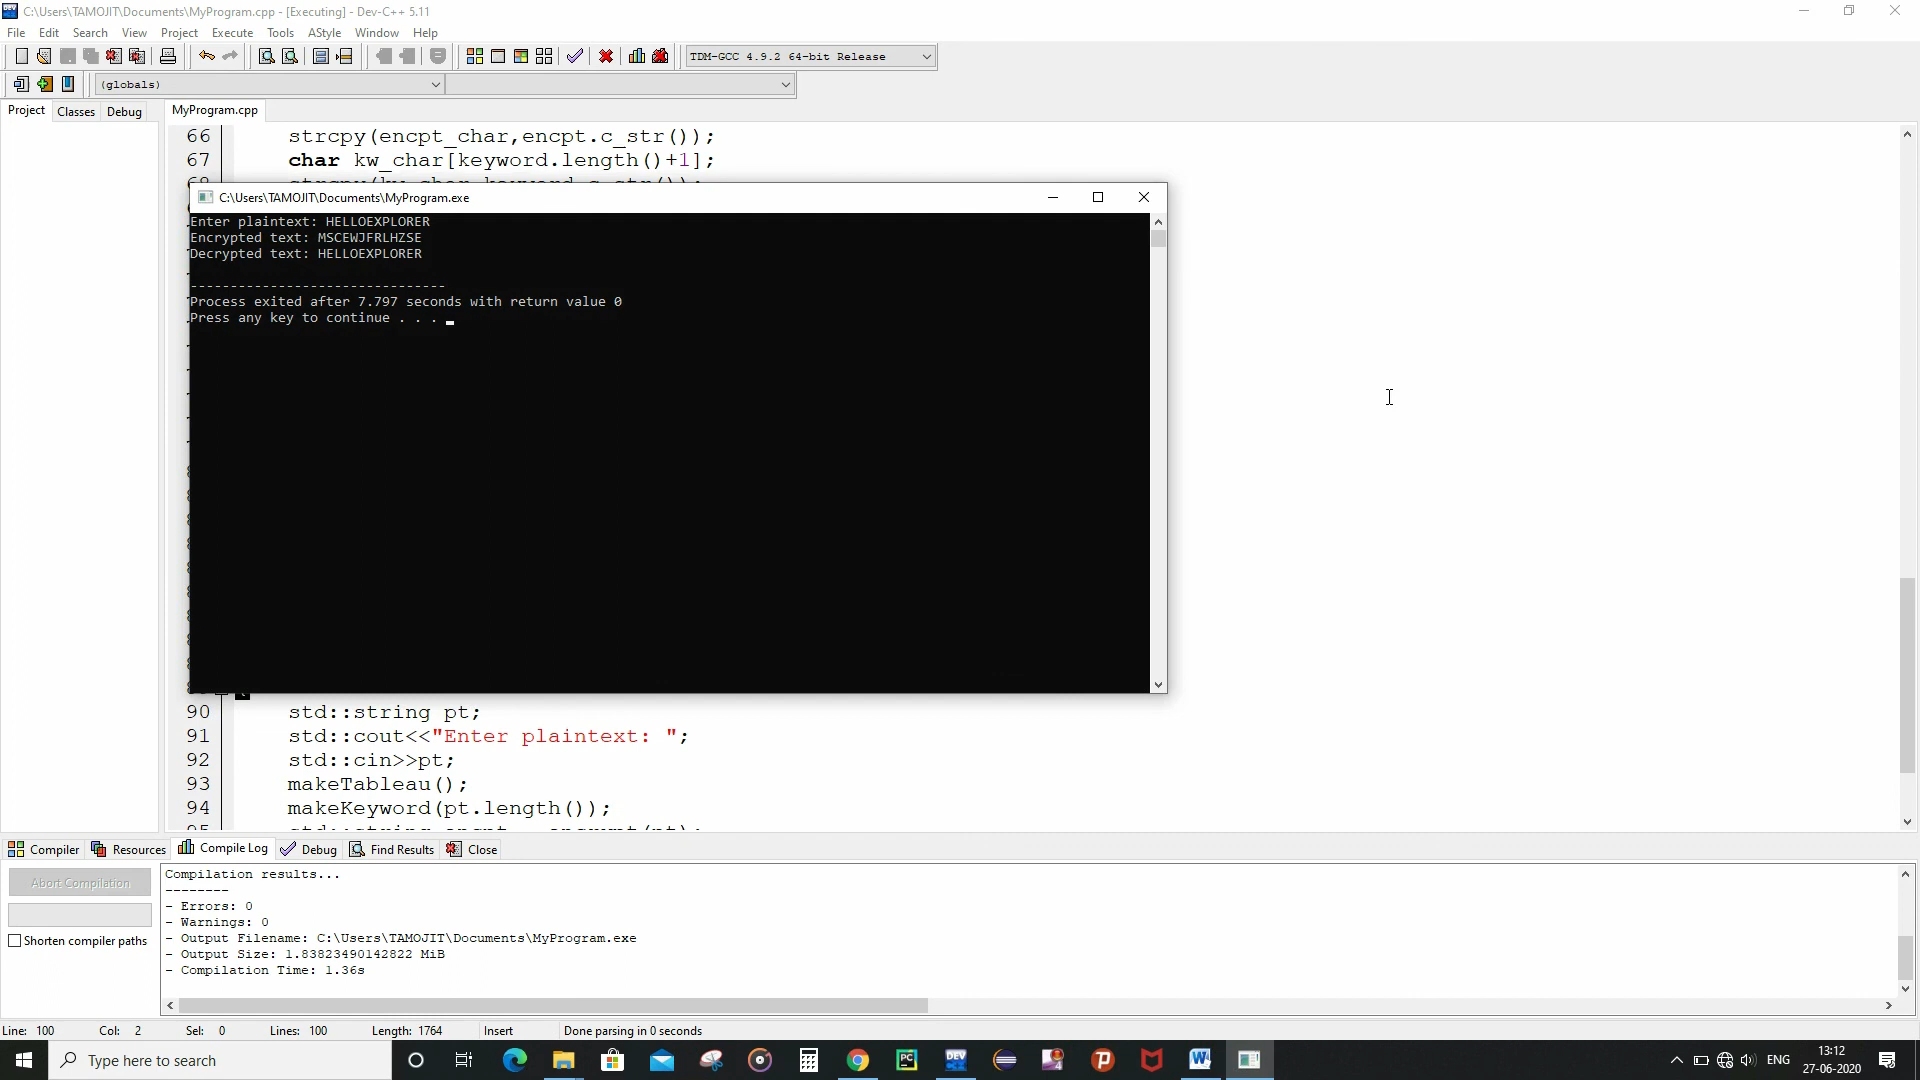 C:\Users\TAMOJIT\Documents\MyProgram.cpp - [Executing] - Dev-C++ 5.11
File Edit Search View Project Execute Tools AStyle Window Help
TDM-GCC 4.9.2 64-bit Release
(globals)
Project Classes Debug MyProgram.cpp
66 strcpy(encpt_char,encpt.c_str());
67 char kw_char[keyword.length()+1];
C:\Users\TAMOJIT\Documents\MyProgram.exe
Enter plaintext: HELLOEXPLORER
Encrypted text: MSCEWJFRLHZSE
Decrypted text: HELLOEXPLORER
--------------------------------
Process exited after 7.797 seconds with return value 0
Press any key to continue . . .
90 std::string pt;
91 std::cout<<"Enter plaintext: ";
92 std::cin>>pt;
93 makeTableau();
94 makeKeyword(pt.length());
Compiler Resources Compile Log Debug Find Results Close
Abort Compilation
Shorten compiler paths
Compilation results...
--------
- Errors: 0
- Warnings: 0
- Output Filename: C:\Users\TAMOJIT\Documents\MyProgram.exe
- Output Size: 1.83823490142822 MiB
- Compilation Time: 1.36s
Line: 100 Col: 2 Sel: 0 Lines: 100 Length: 1764 Insert Done parsing in 0 seconds
Type here to search
ENG
13:12
27-06-2020